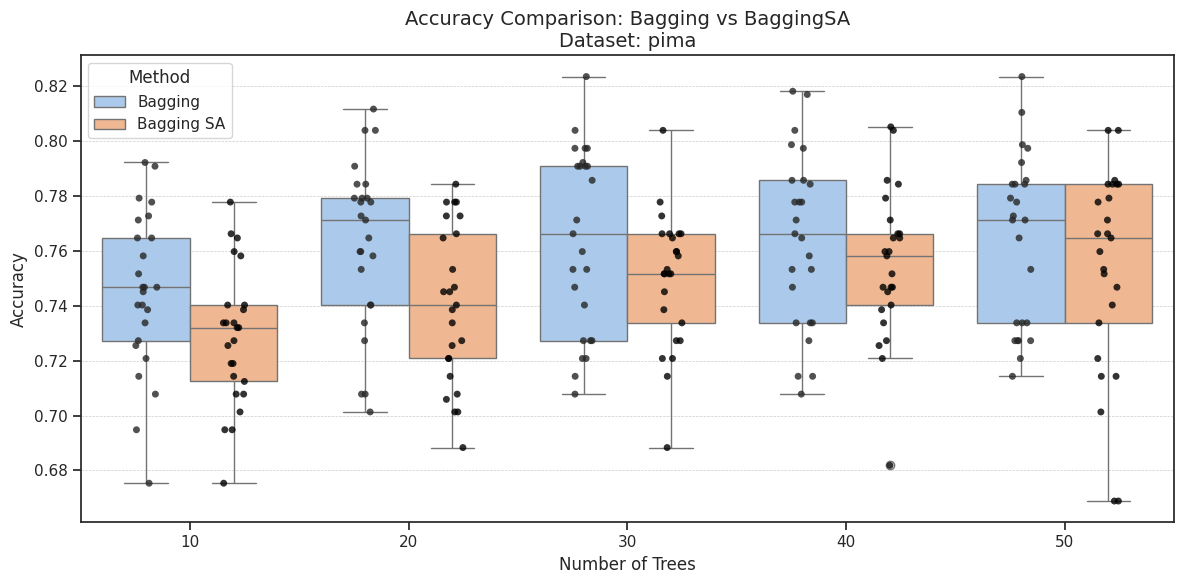 Accuracy Comparison: Bagging vs BaggingSA
Dataset: pima
Method
Bagging
Bagging SA
Accuracy
0.82
0.80
0.78
0.76
0.74
0.72
0.70
0.68
10
20
30
40
50
Number of Trees